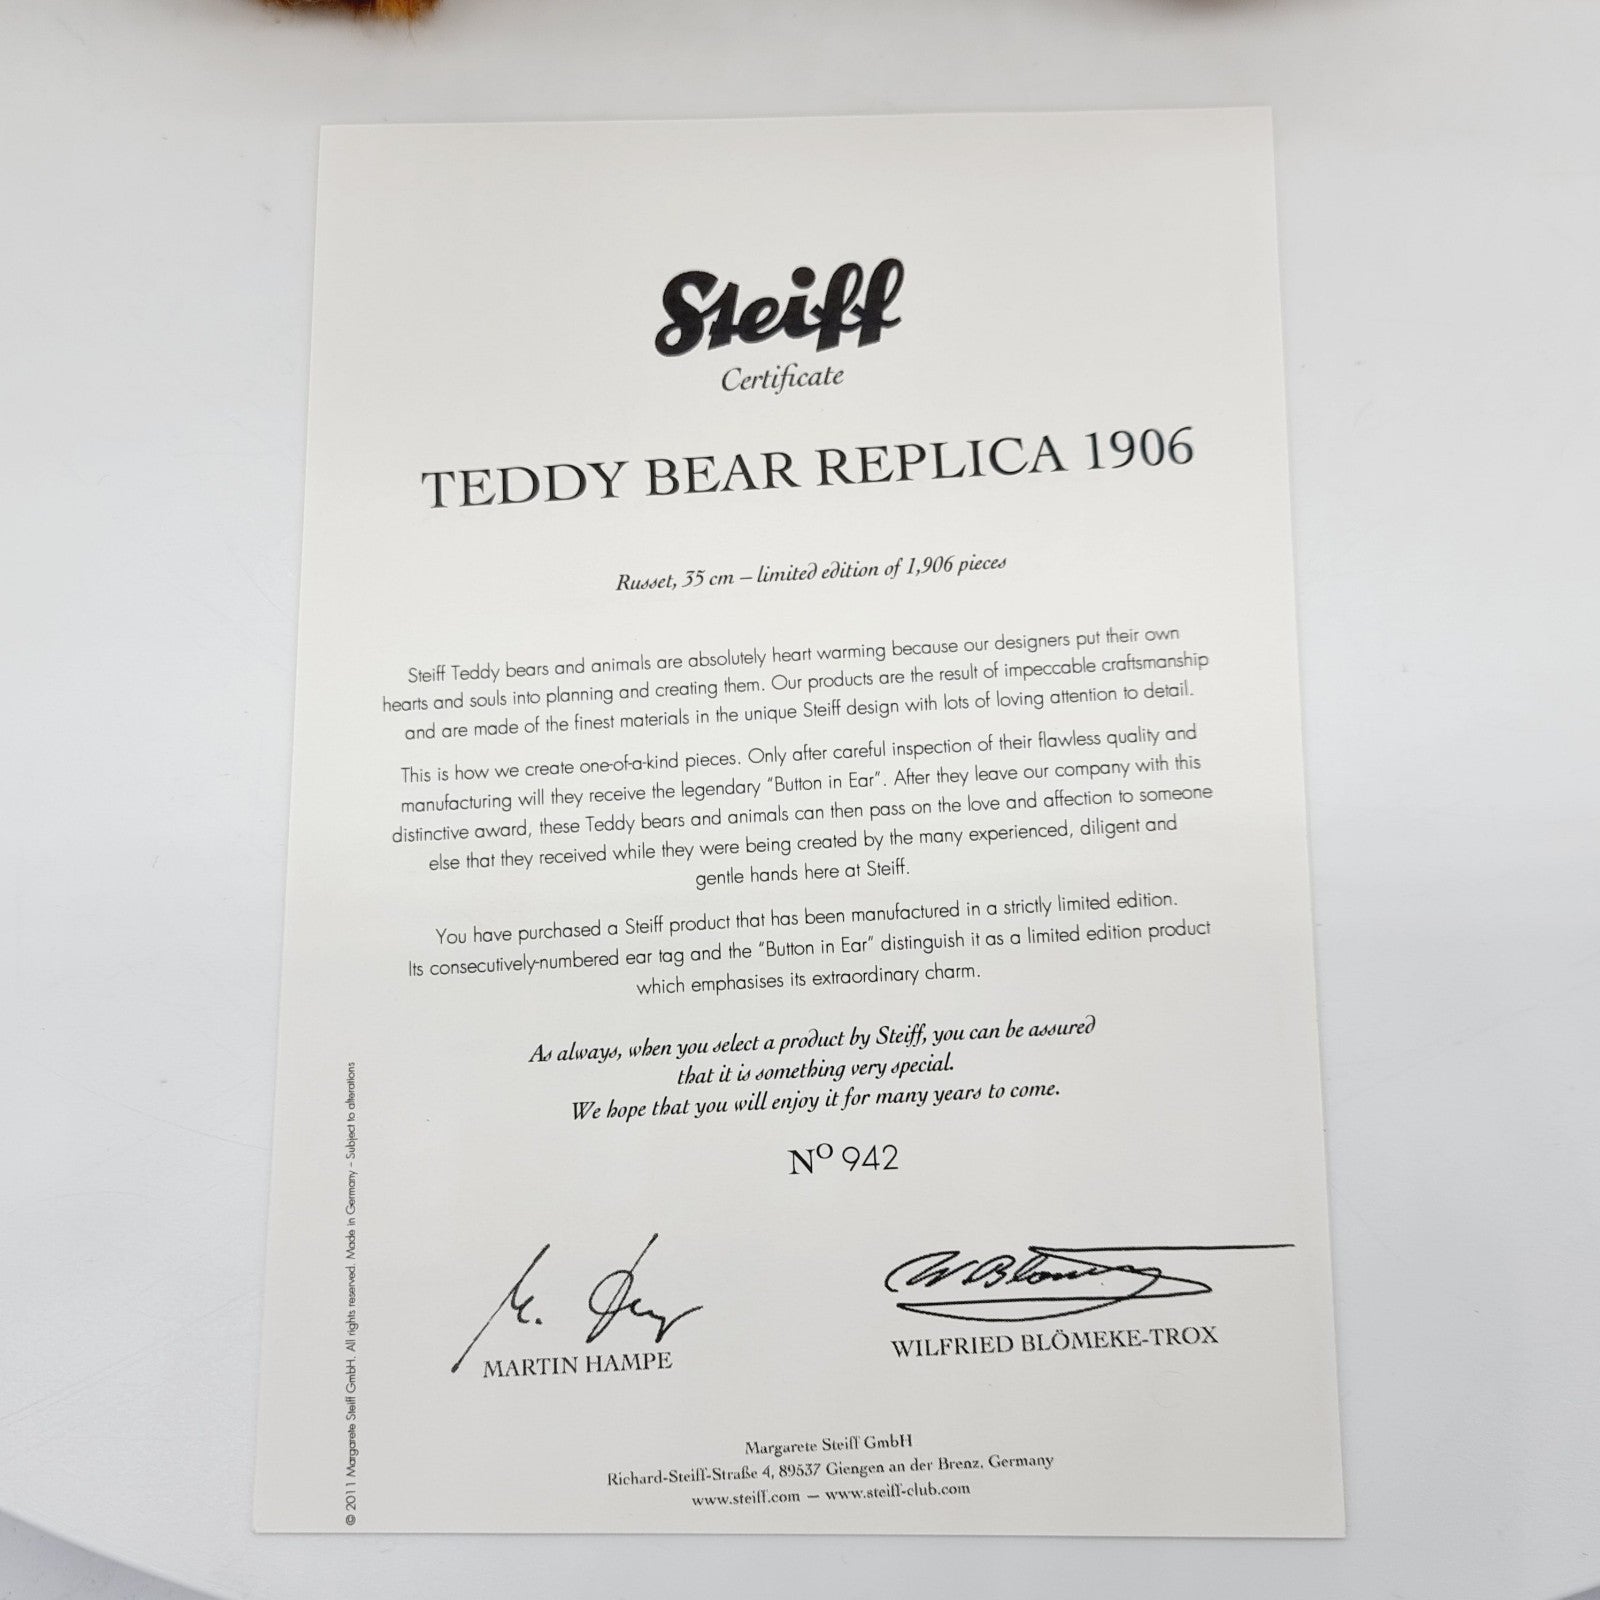 Steiff
Certificate
TEDDY BEAR REPLICA 1906
Russet, 35 cm – limited edition of 1,906 pieces
Steiff Teddy bears and animals are absolutely heart warming because our designers put their own
hearts and souls into planning and creating them. Our products are the result of impeccable craftsmanship
and are made of the finest materials in the unique Steiff design with lots of loving attention to detail.
This is how we create one-of-a-kind pieces. Only after careful inspection of their flawless quality and
manufacturing will they receive the legendary "Button in Ear". After they leave our company with this
distinctive award, these Teddy bears and animals can then pass on the love and affection to someone
else that they received while they were being created by the many experienced, diligent and
gentle hands here at Steiff.
You have purchased a Steiff product that has been manufactured in a strictly limited edition.
Its consecutively-numbered ear tag and the "Button in Ear" distinguish it as a limited edition product
which emphasises its extraordinary charm.
As always, when you select a product by Steiff, you can be assured
that it is something very special.
We hope that you will enjoy it for many years to come.
Nº 942
MARTIN HAMPE
WILFRIED BLÖMEKE-TROX
Margarete Steiff GmbH
Richard-Steiff-Straße 4, 89537 Giengen an der Brenz, Germany
www.steiff.com – www.steiff-club.com
© 2011 Margarete Steiff GmbH. All rights reserved. Made in Germany – Subject to alterations